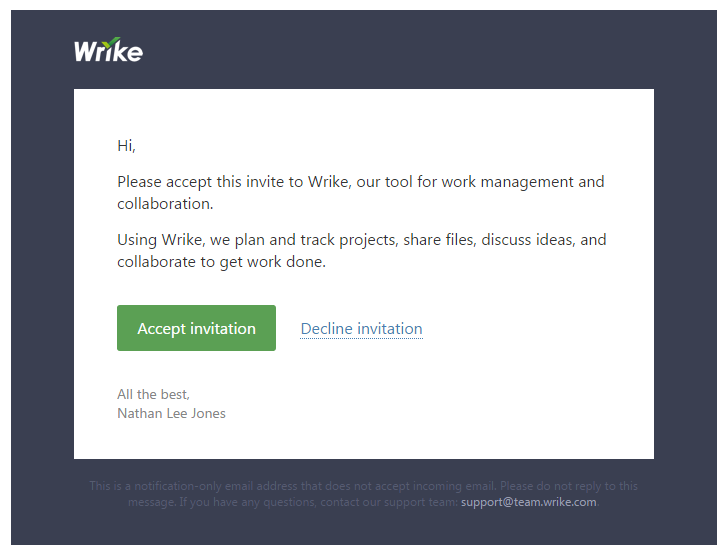 Wrike
Hi,
Please accept this invite to Wrike, our tool for work management and
collaboration.
Using Wrike, we plan and track projects, share files, discuss ideas, and
collaborate to get work done.
Accept invitation
Decline invitation
All the best,
Nathan Lee Jones
This is a notification-only email address that does not accept incoming email. Please do not reply to this
message. If you have any questions, contact our support team: support@team.wrike.com.